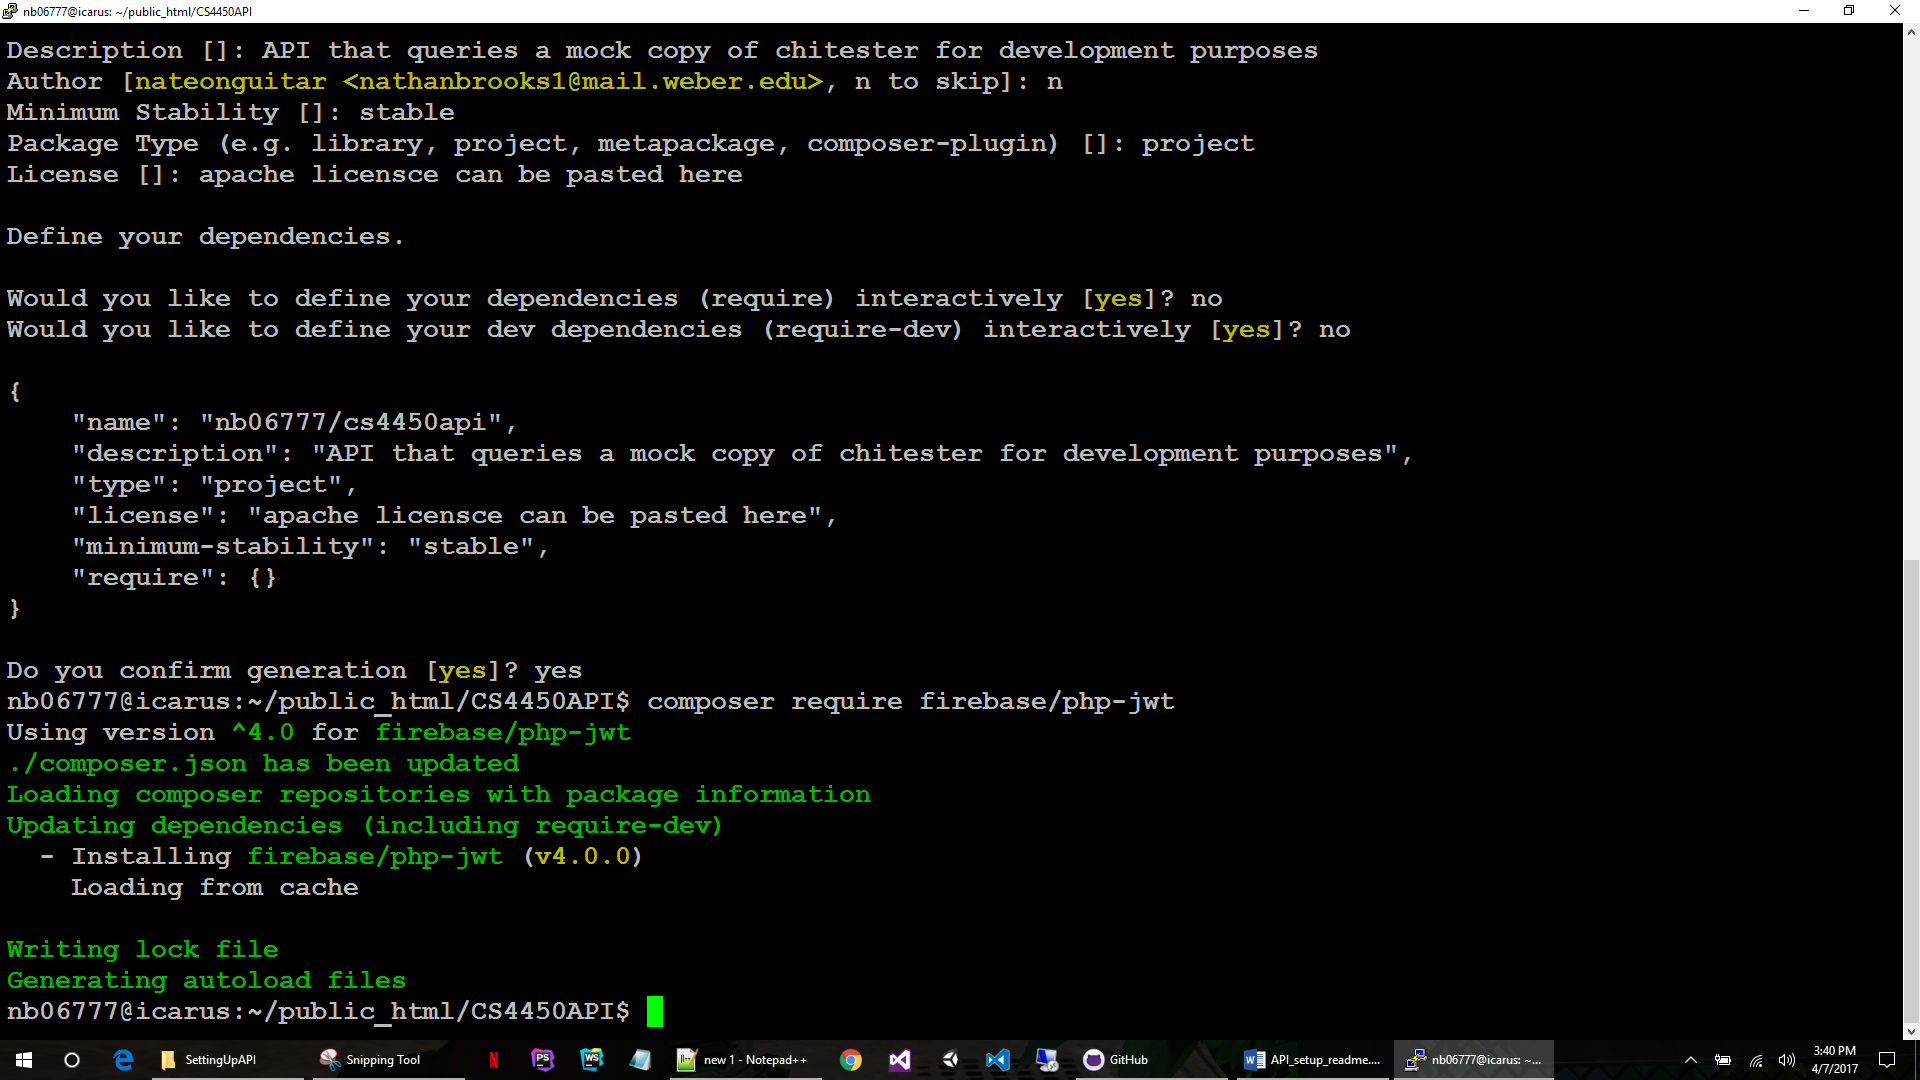 nb06777@icarus: ~/public_html/CS4450API
Description []: API that queries a mock copy of chitester for development purposes
Author [nateonguitar <nathanbrooks1@mail.weber.edu>, n to skip]: n
Minimum Stability []: stable
Package Type (e.g. library, project, metapackage, composer-plugin) []: project
License []: apache licensce can be pasted here
Define your dependencies.
Would you like to define your dependencies (require) interactively [yes]? no
Would you like to define your dev dependencies (require-dev) interactively [yes]? no
{
    "name": "nb06777/cs4450api",
    "description": "API that queries a mock copy of chitester for development purposes",
    "type": "project",
    "license": "apache licensce can be pasted here",
    "minimum-stability": "stable",
    "require": {}
}
Do you confirm generation [yes]? yes
nb06777@icarus:~/public_html/CS4450API$ composer require firebase/php-jwt
Using version ^4.0 for firebase/php-jwt
./composer.json has been updated
Loading composer repositories with package information
Updating dependencies (including require-dev)
  - Installing firebase/php-jwt (v4.0.0)
    Loading from cache
Writing lock file
Generating autoload files
nb06777@icarus:~/public_html/CS4450API$
SettingUpAPI
Snipping Tool
N
PS
WS
new 1 - Notepad++
GitHub
API_setup_readme....
nb06777@icarus: ~...
3:40 PM
4/7/2017